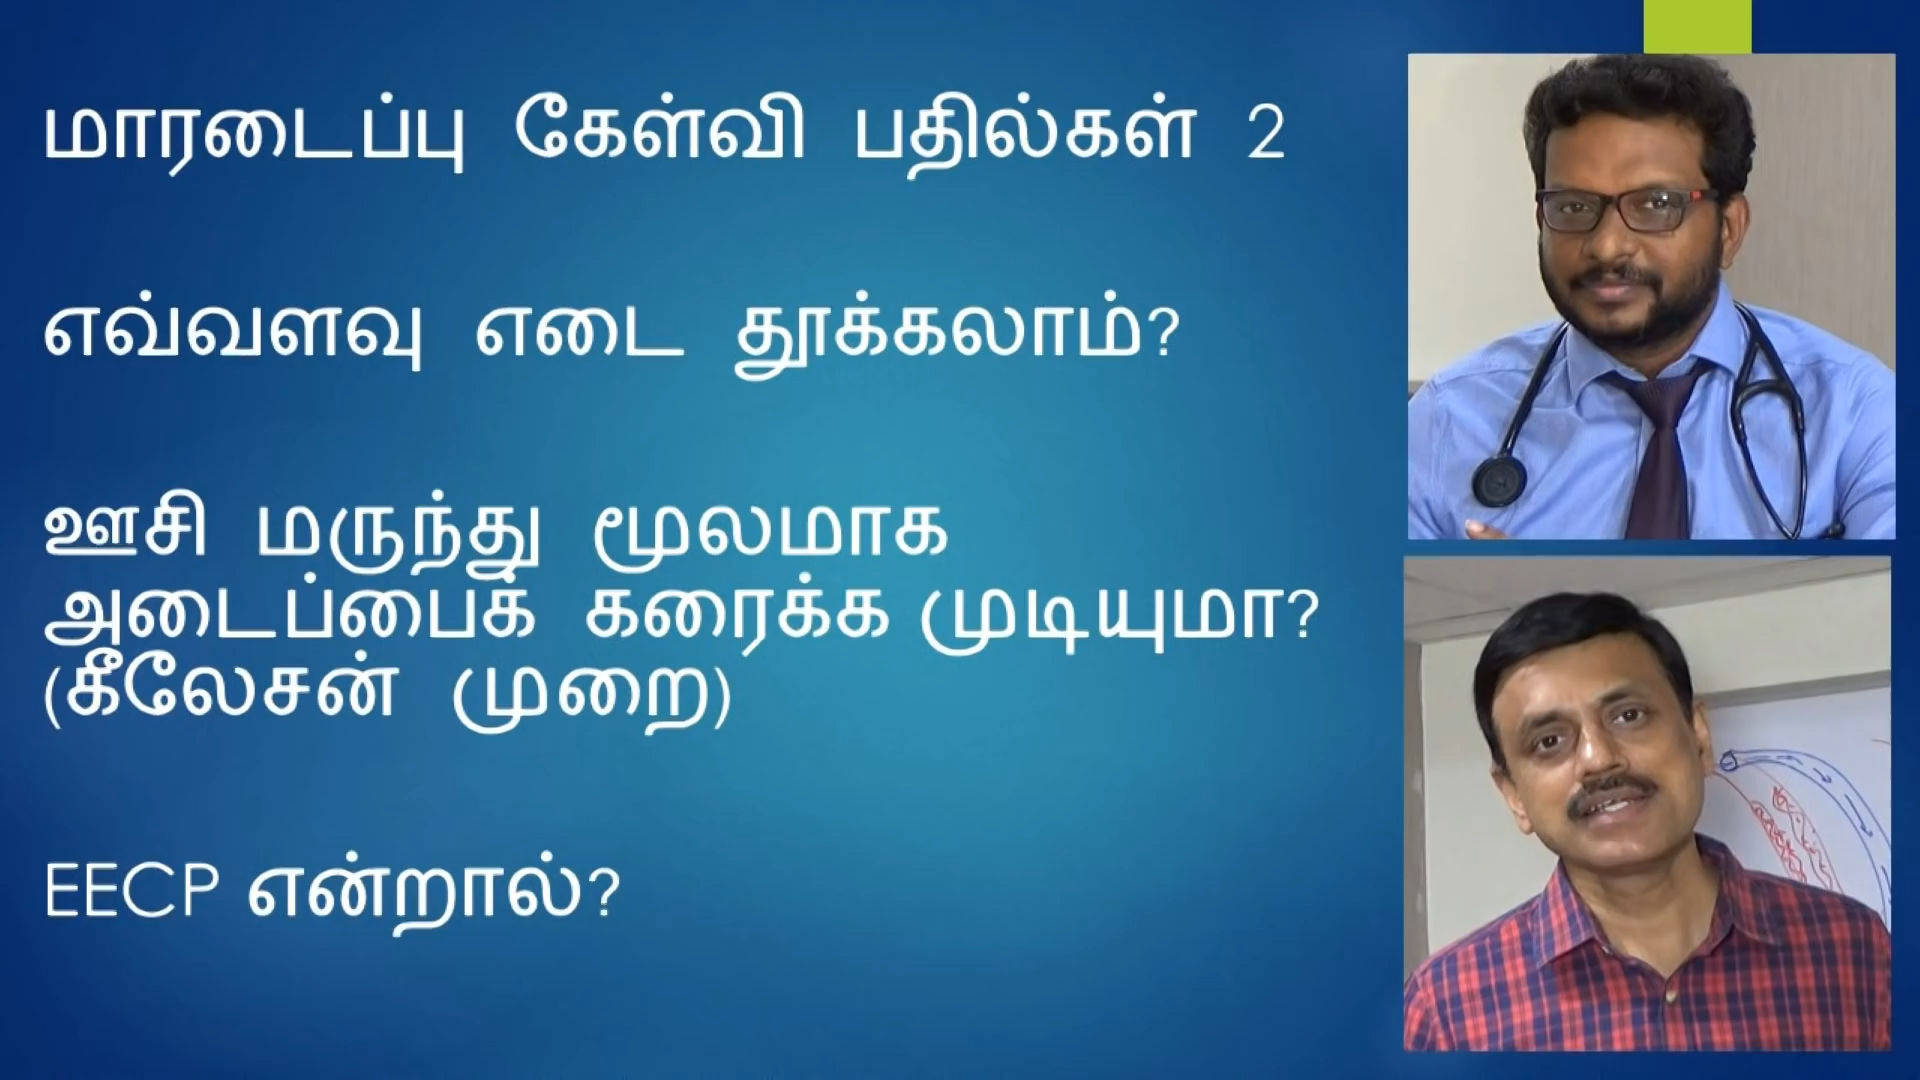 மாரடைப்பு கேள்வி பதில்கள் 2
எவ்வளவு எடை தூக்கலாம்?
ஊசி மருந்து மூலமாக
அடைப்பைக் கரைக்க முடியுமா?
(கீலேசன் முறை)
EECP என்றால்?